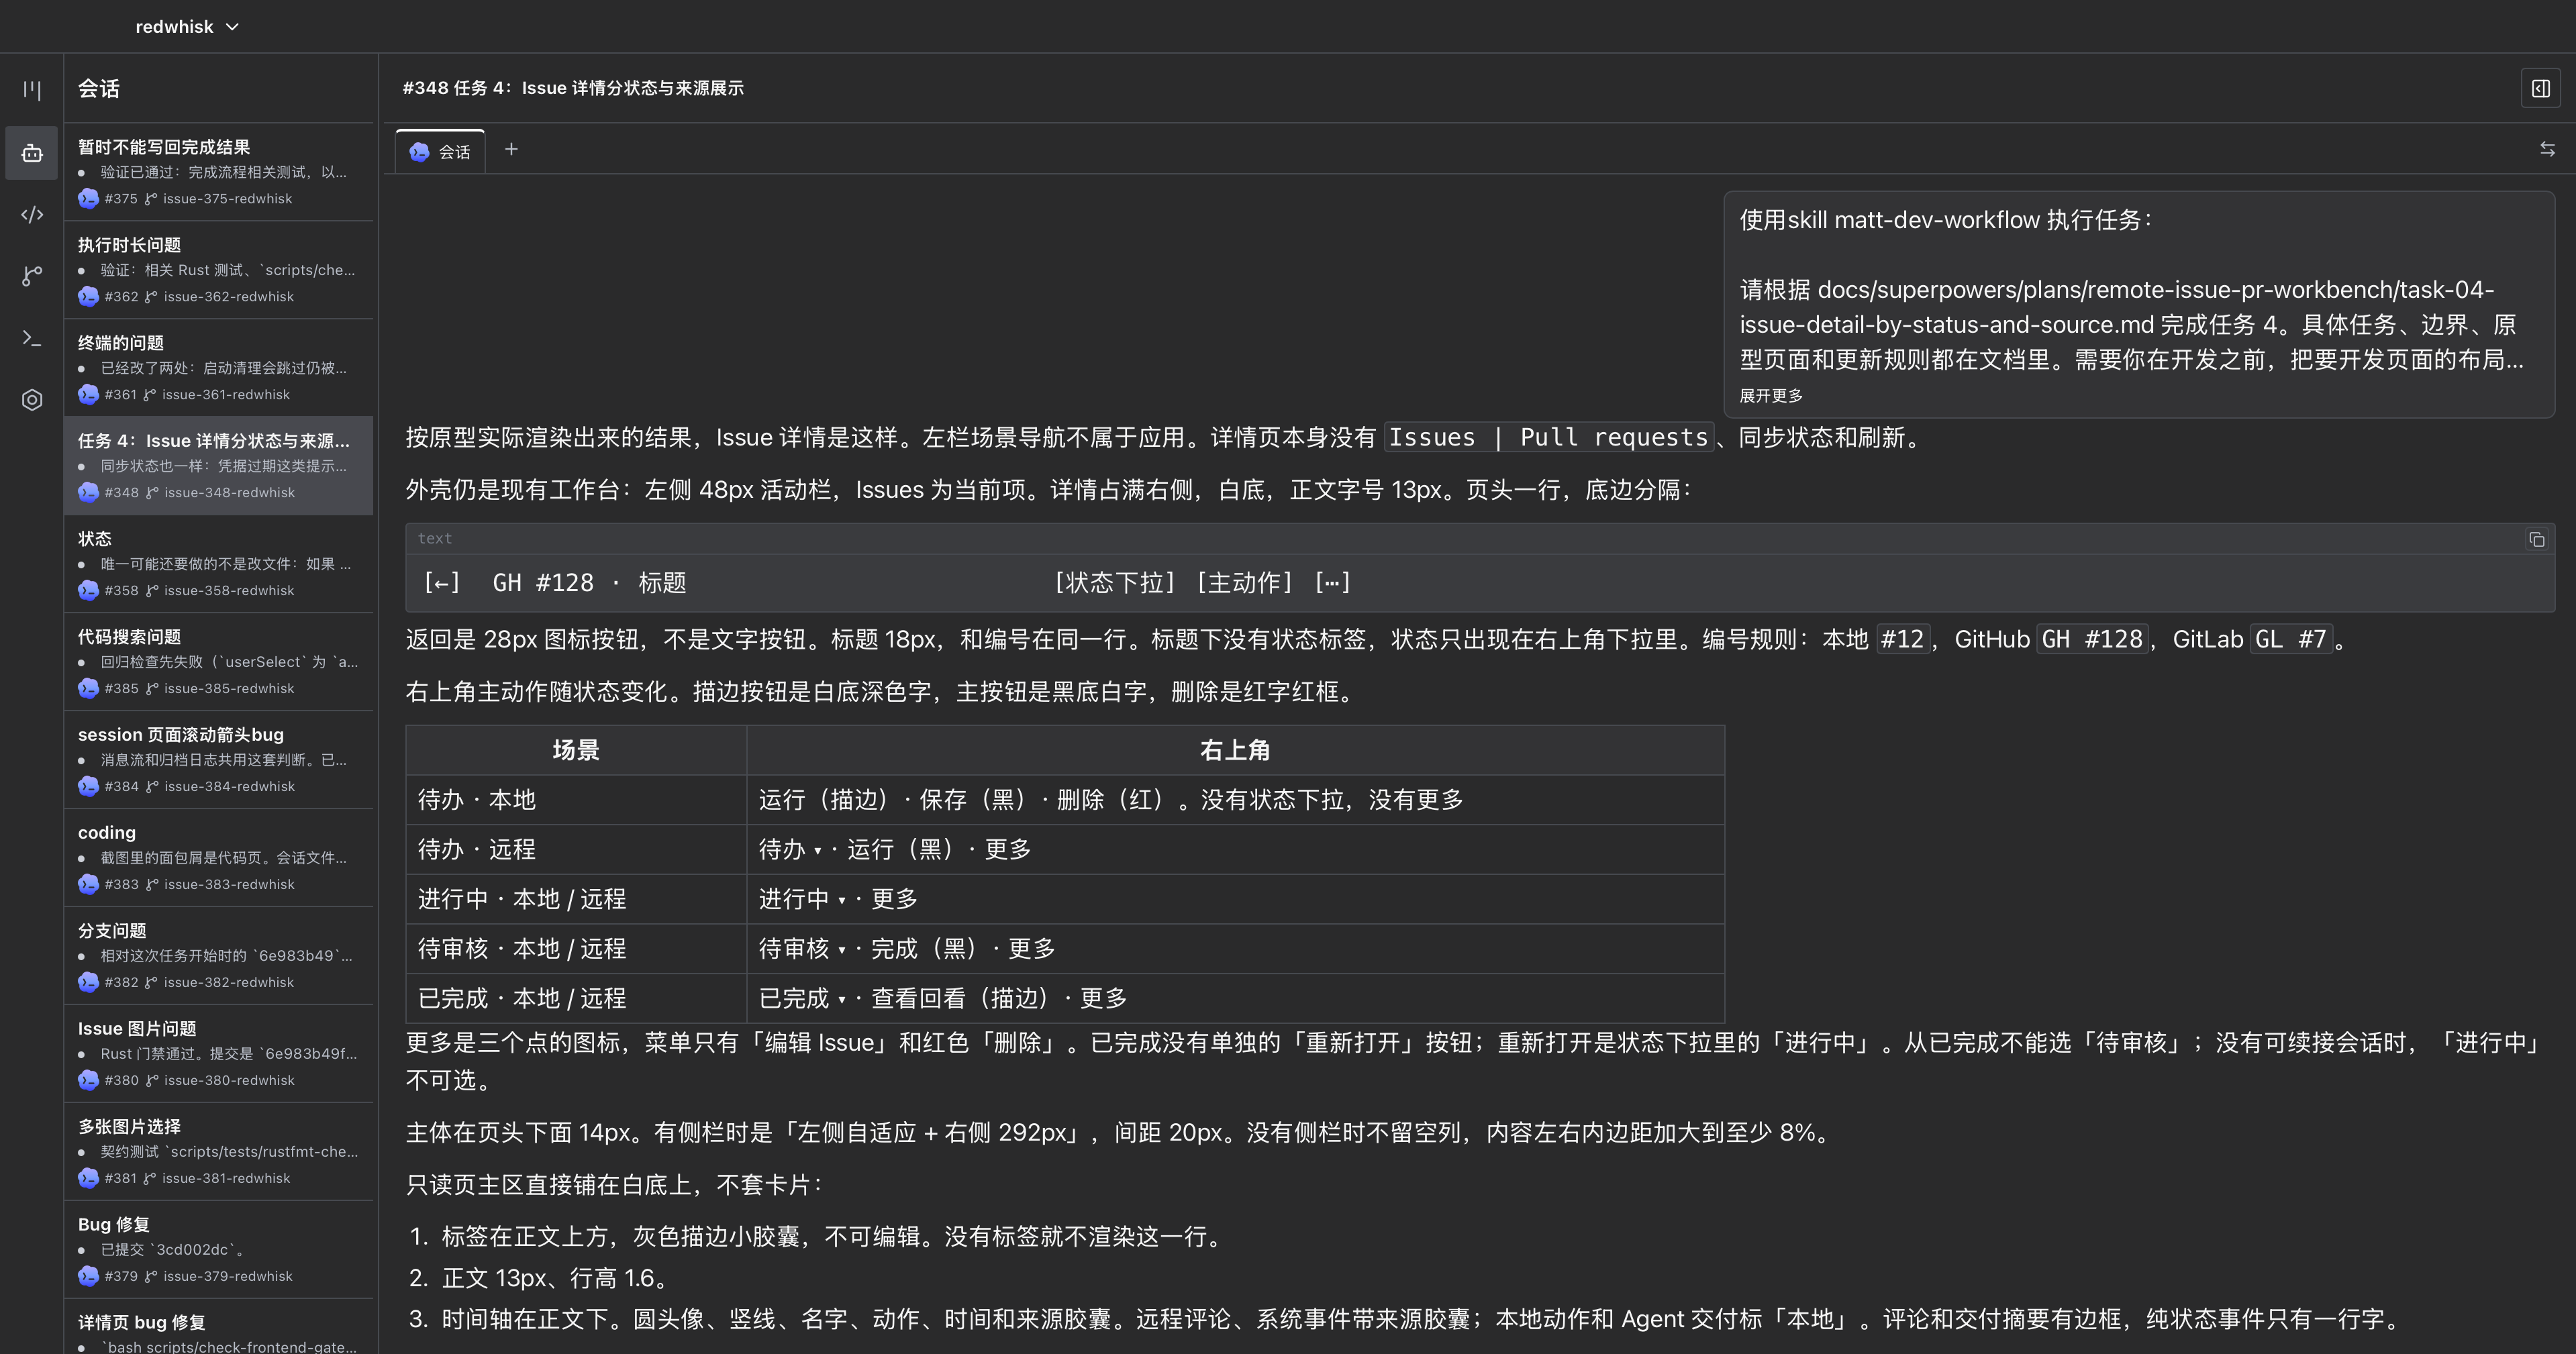 redwhisk
会话
暂时不能写回完成结果
验证已通过：完成流程相关测试，以...
#375 issue-375-redwhisk
执行时长问题
验证：相关 Rust 测试、`scripts/che...
#362 issue-362-redwhisk
终端的问题
已经改了两处：启动清理会跳过仍被...
#361 issue-361-redwhisk
任务 4：Issue 详情分状态与来源...
同步状态也一样：凭据过期这类提示...
#348 issue-348-redwhisk
状态
唯一可能还要做的不是改文件：如果 ...
#358 issue-358-redwhisk
代码搜索问题
回归检查先失败（`userSelect` 为 `a...
#385 issue-385-redwhisk
session 页面滚动箭头bug
消息流和归档日志共用这套判断。已...
#384 issue-384-redwhisk
coding
截图里的面包屑是代码页。会话文件...
#383 issue-383-redwhisk
分支问题
相对这次任务开始时的 `6e983b49`...
#382 issue-382-redwhisk
Issue 图片问题
Rust 门禁通过。提交是 `6e983b49f...
#380 issue-380-redwhisk
多张图片选择
契约测试 `scripts/tests/rustfmt-che...
#381 issue-381-redwhisk
Bug 修复
已提交 `3cd002dc`。
#379 issue-379-redwhisk
详情页 bug 修复
`bash scripts/check-frontend-gate...
#348 任务 4：Issue 详情分状态与来源展示
会话
使用skill matt-dev-workflow 执行任务：
请根据 docs/superpowers/plans/remote-issue-pr-workbench/task-04-
issue-detail-by-status-and-source.md 完成任务 4。具体任务、边界、原
型页面和更新规则都在文档里。需要你在开发之前，把要开发页面的布局...
展开更多
按原型实际渲染出来的结果，Issue 详情是这样。左栏场景导航不属于应用。详情页本身没有 Issues | Pull requests、同步状态和刷新。
外壳仍是现有工作台：左侧 48px 活动栏，Issues 为当前项。详情占满右侧，白底，正文字号 13px。页头一行，底边分隔：
text
[←] GH #128 · 标题 [状态下拉] [主动作] [⋯]
返回是 28px 图标按钮，不是文字按钮。标题 18px，和编号在同一行。标题下没有状态标签，状态只出现在右上角下拉里。编号规则：本地 #12，GitHub GH #128，GitLab GL #7。
右上角主动作随状态变化。描边按钮是白底深色字，主按钮是黑底白字，删除是红字红框。
场景 右上角
待办 · 本地 运行（描边）· 保存（黑）· 删除（红）。没有状态下拉，没有更多
待办 · 远程 待办 ▾ · 运行（黑）· 更多
进行中 · 本地 / 远程 进行中 ▾ · 更多
待审核 · 本地 / 远程 待审核 ▾ · 完成（黑）· 更多
已完成 · 本地 / 远程 已完成 ▾ · 查看回看（描边）· 更多
更多是三个点的图标，菜单只有「编辑 Issue」和红色「删除」。已完成没有单独的「重新打开」按钮；重新打开是状态下拉里的「进行中」。从已完成不能选「待审核」；没有可续接会话时，「进行中」
不可选。
主体在页头下面 14px。有侧栏时是「左侧自适应 + 右侧 292px」，间距 20px。没有侧栏时不留空列，内容左右内边距加大到至少 8%。
只读页主区直接铺在白底上，不套卡片：
1. 标签在正文上方，灰色描边小胶囊，不可编辑。没有标签就不渲染这一行。
2. 正文 13px、行高 1.6。
3. 时间轴在正文下。圆头像、竖线、名字、动作、时间和来源胶囊。远程评论、系统事件带来源胶囊；本地动作和 Agent 交付标「本地」。评论和交付摘要有边框，纯状态事件只有一行字。